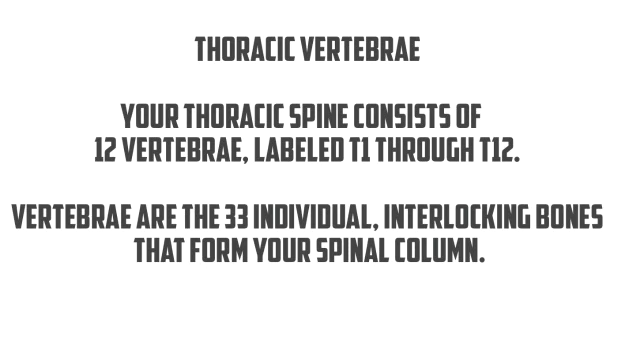 THORACIC VERTEBRAE
YOUR THORACIC SPINE CONSISTS OF
12 VERTEBRAE, LABELED T1 THROUGH T12.
VERTEBRAE ARE THE 33 INDIVIDUAL, INTERLOCKING BONES
THAT FORM YOUR SPINAL COLUMN.